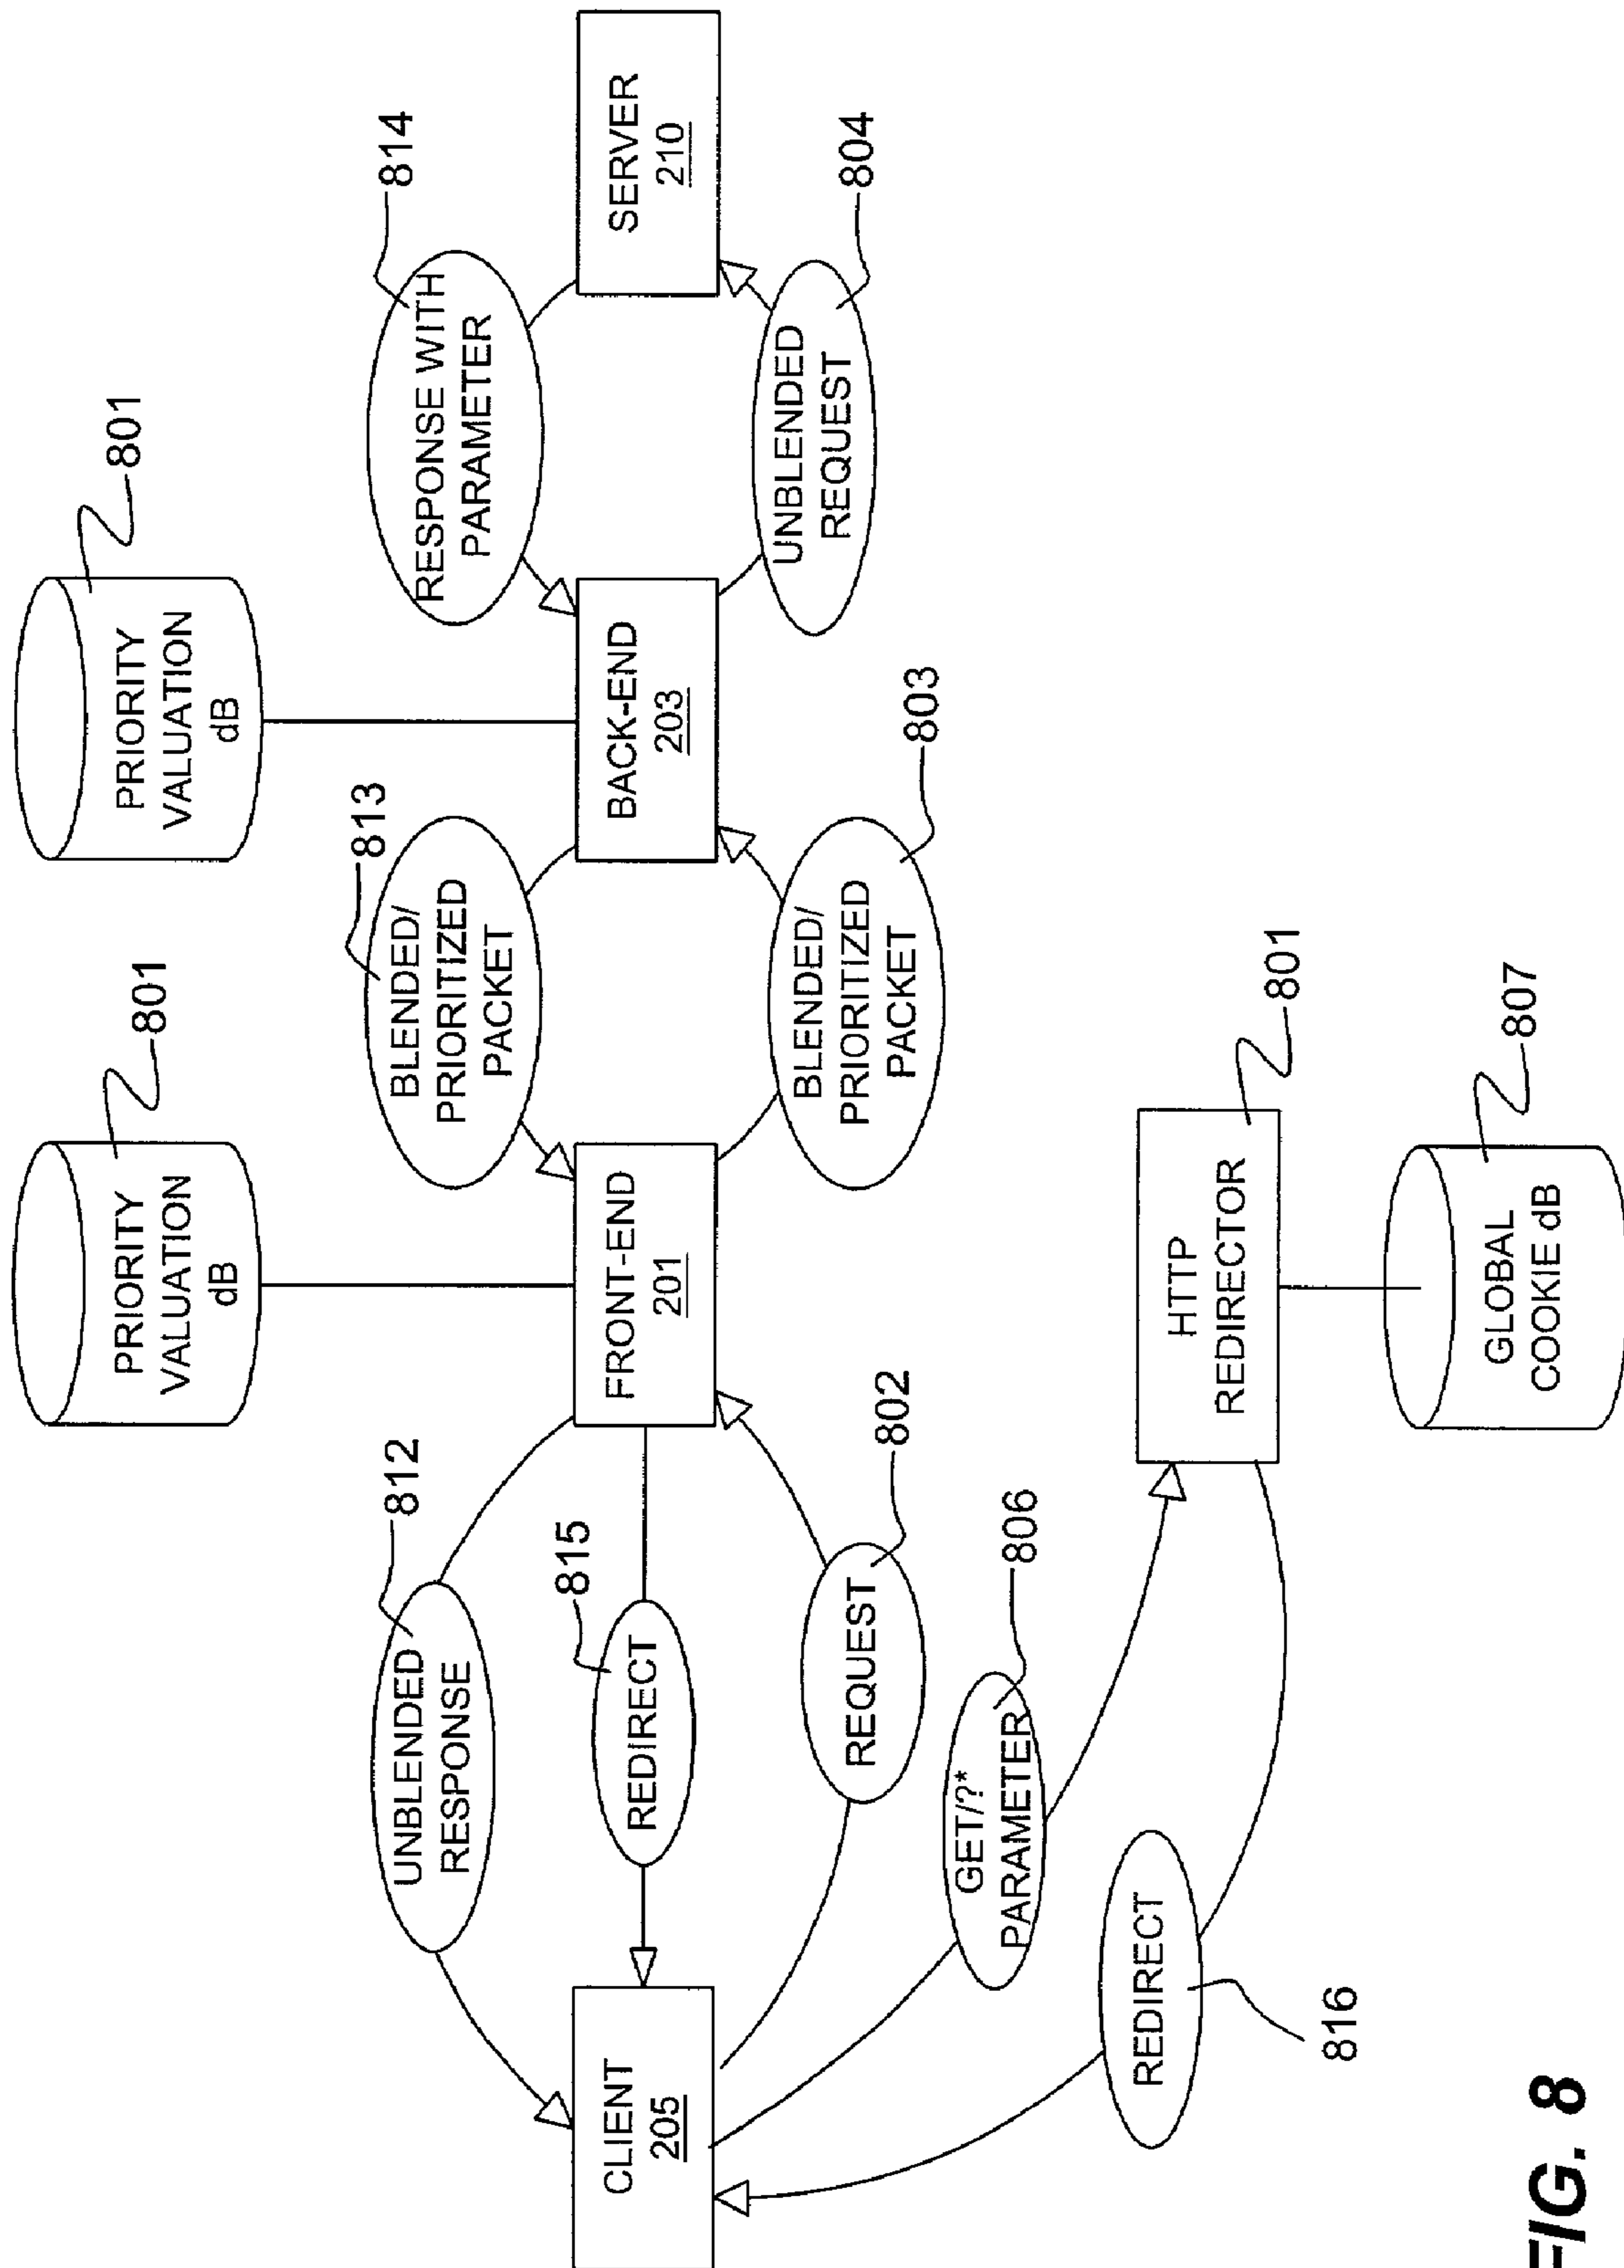 801
PRIORITY
VALUATION
dB
801
PRIORITY
VALUATION
dB
812
UNBLENDED
RESPONSE
813
BLENDED/
PRIORITIZED
PACKET
814
RESPONSE WITH
PARAMETER
815
REDIRECT
CLIENT
205
FRONT-END
201
BACK-END
203
SERVER
210
802
REQUEST
803
BLENDED/
PRIORITIZED
PACKET
804
UNBLENDED
REQUEST
806
GET/?*
PARAMETER
801
HTTP
REDIRECTOR
REDIRECT
816
807
GLOBAL
COOKIE dB
FIG. 8